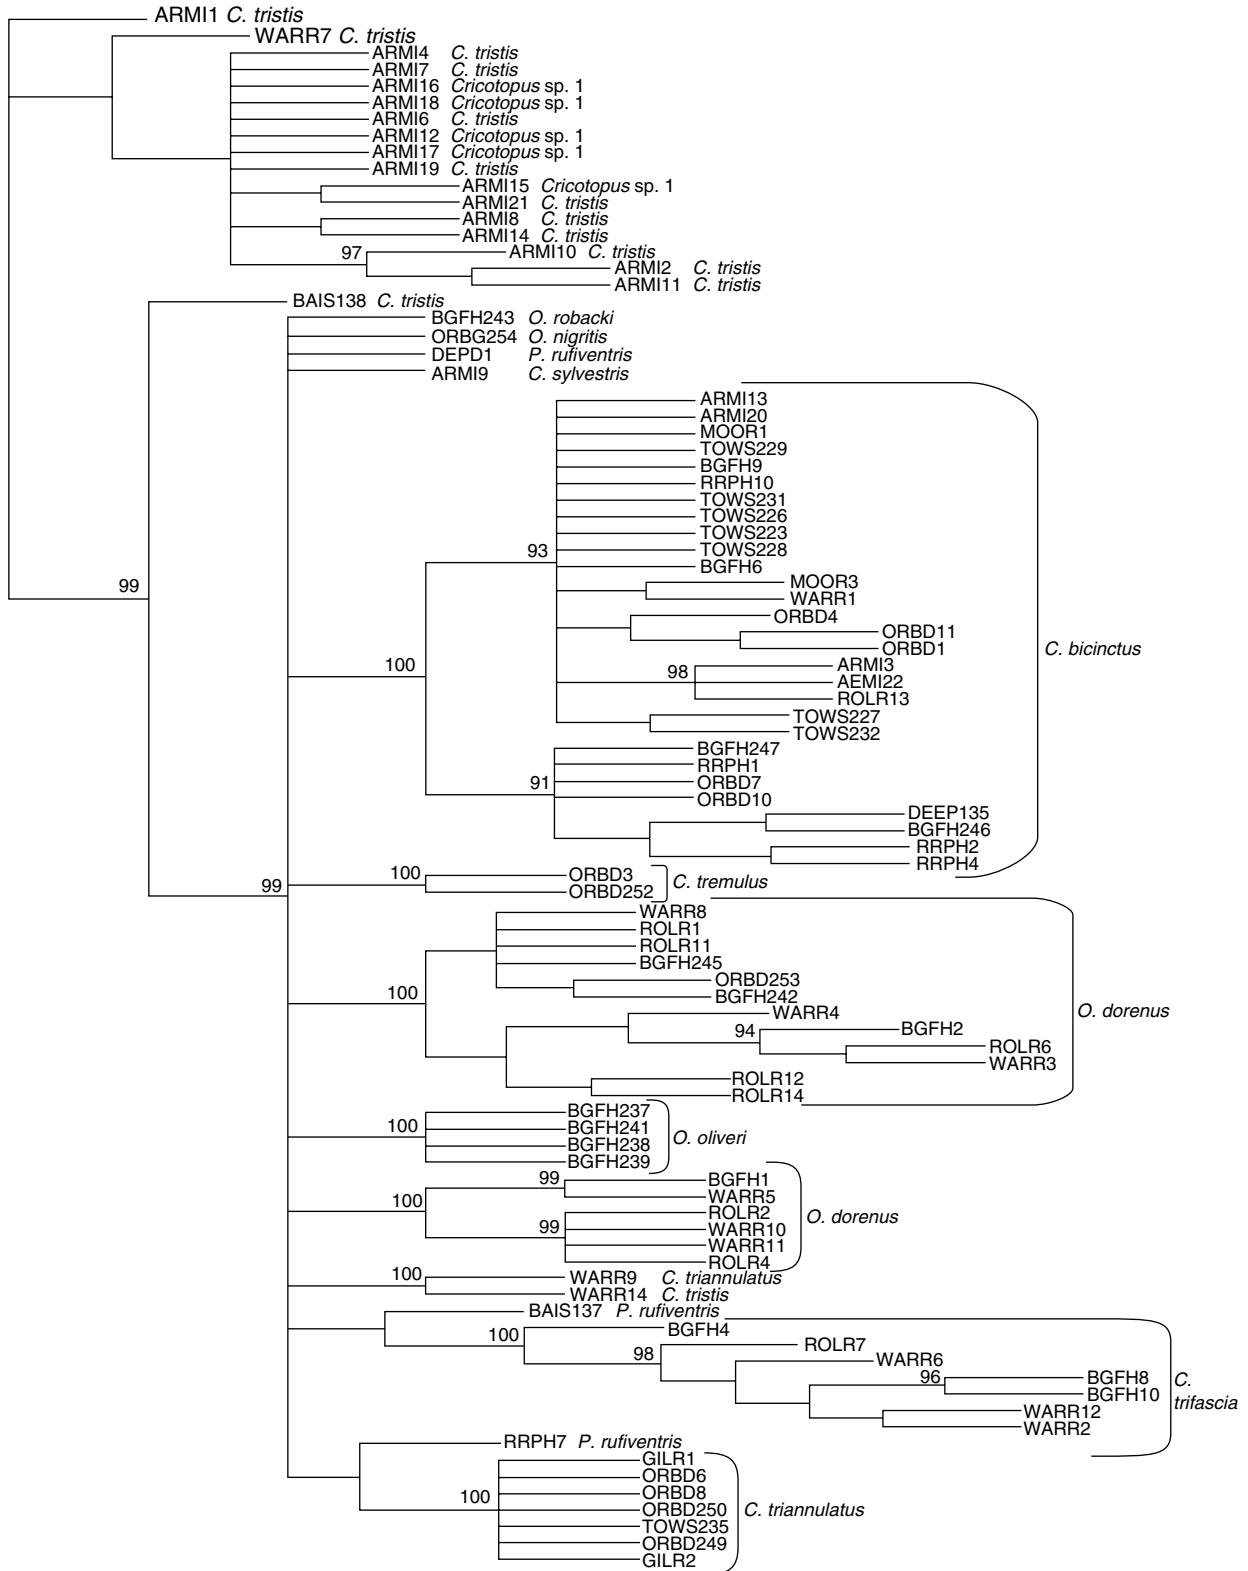 ARMI1 C. tristis
WARR7 C. tristis
ARMI4 C. tristis
ARMI7 C. tristis
ARMI16 Cricotopus sp. 1
ARMI18 Cricotopus sp. 1
ARMI6 C. tristis
ARMI12 Cricotopus sp. 1
ARMI17 Cricotopus sp. 1
ARMI19 C. tristis
ARMI15 Cricotopus sp. 1
ARMI21 C. tristis
ARMI8 C. tristis
ARMI14 C. tristis
97
ARMI10 C. tristis
ARMI2 C. tristis
ARMI11 C. tristis
BAIS138 C. tristis
BGFH243 O. robacki
ORBG254 O. nigritis
DEPD1 P. rufiventris
ARMI9 C. sylvestris
ARMI13
ARMI20
MOOR1
TOWS229
BGFH9
RRPH10
TOWS231
TOWS226
TOWS223
TOWS228
93
BGFH6
MOOR3
99
WARR1
ORBD4
ORBD11
ORBD1
C. bicinctus
100
ARMI3
98
AEMI22
ROLR13
TOWS227
TOWS232
BGFH247
RRPH1
91
ORBD7
ORBD10
DEEP135
BGFH246
RRPH2
RRPH4
100
ORBD3
99
ORBD252
C. tremulus
WARR8
ROLR1
ROLR11
BGFH245
ORBD253
100
BGFH242
O. dorenus
WARR4
94
BGFH2
ROLR6
WARR3
ROLR12
ROLR14
BGFH237
100
BGFH241
O. oliveri
BGFH238
BGFH239
99
BGFH1
WARR5
100
ROLR2
O. dorenus
99
WARR10
WARR11
ROLR4
100
WARR9 C. triannulatus
WARR14 C. tristis
BAIS137 P. rufiventris
100
BGFH4
ROLR7
98
WARR6
96
BGFH8
C.
BGFH10
trifascia
WARR12
WARR2
RRPH7 P. rufiventris
GILR1
ORBD6
ORBD8
100
ORBD250
C. triannulatus
TOWS235
ORBD249
GILR2